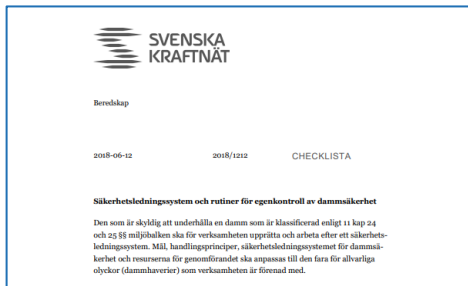 SVENSKA
KRAFTNÄT
Beredskap
2018-06-12 2018/1212 CHECKLISTA
Säkerhetsledningssystem och rutiner för egenkontroll av dammsäkerhet
Den som är skyldig att underhålla en damm som är klassificerad enligt 11 kap 24
och 25 §§ miljöbalken ska för verksamheten upprätta och arbeta efter ett säkerhets-
ledningssystem. Mål, handlingsprinciper, säkerhetsledningssystemet för dammsä-
kerhet och resurserna för genomförandet ska anpassas till den fara för allvarliga
olyckor (dammhaverier) som verksamheten är förenad med.